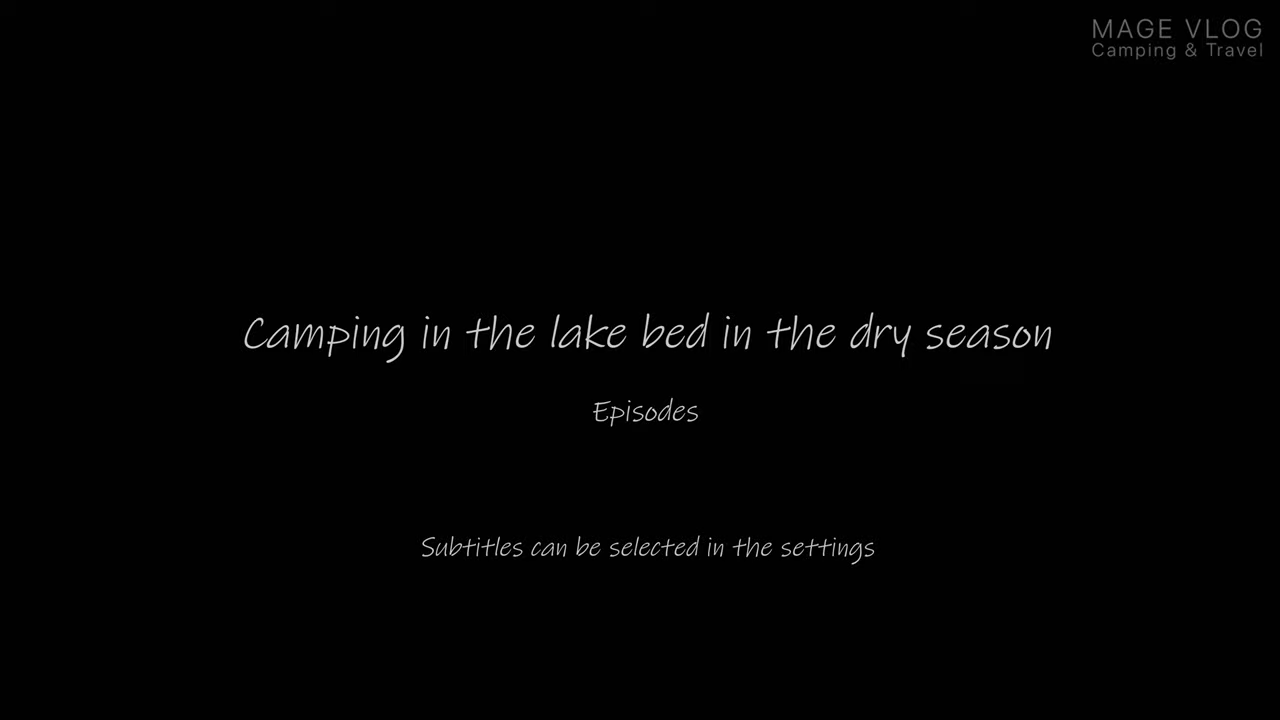 MAGE VLOG
Camping & Travel
Camping in the lake bed in the dry season
Episodes
Subtitles can be selected in the settings